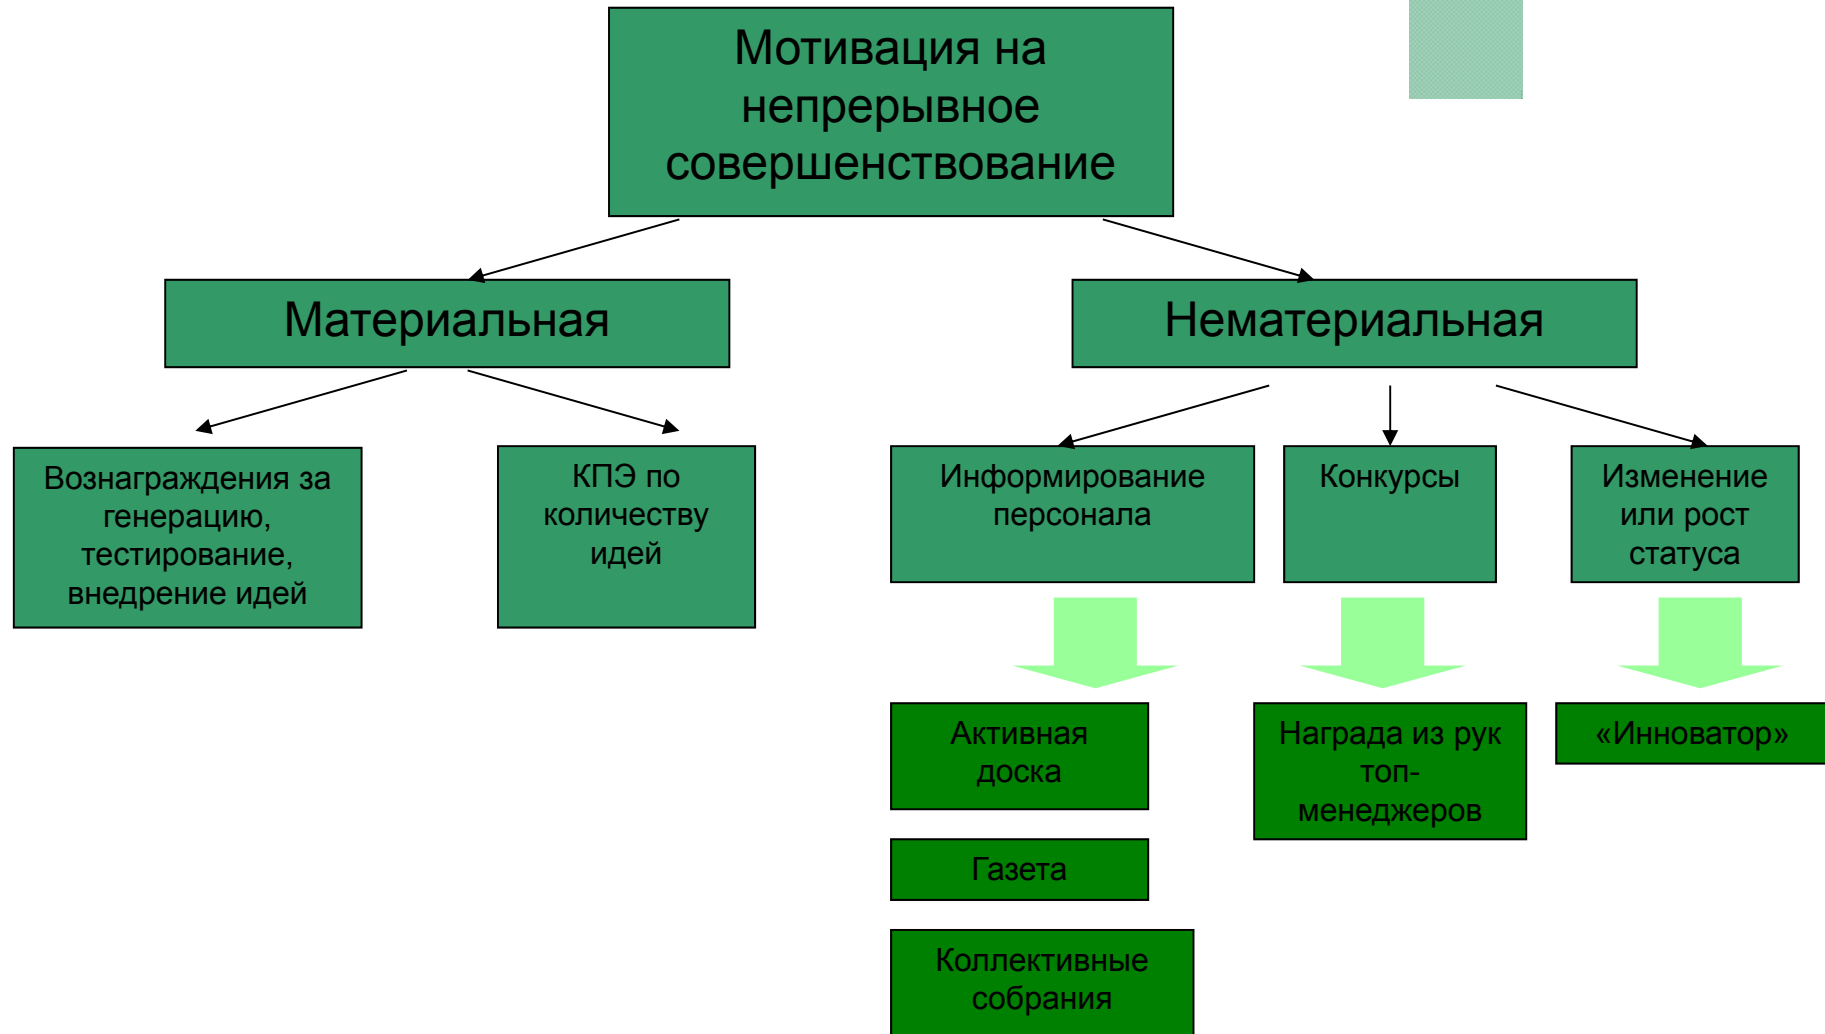 Мотивация на
непрерывное
совершенствование
Материальная
Нематериальная
Вознаграждения за
генерацию,
тестирование,
внедрение идей
КПЭ по
количеству
идей
Информирование
персонала
Конкурсы
Изменение
или рост
статуса
Активная
доска
Газета
Коллективные
собрания
Награда из рук
топ-
менеджеров
«Инноватор»